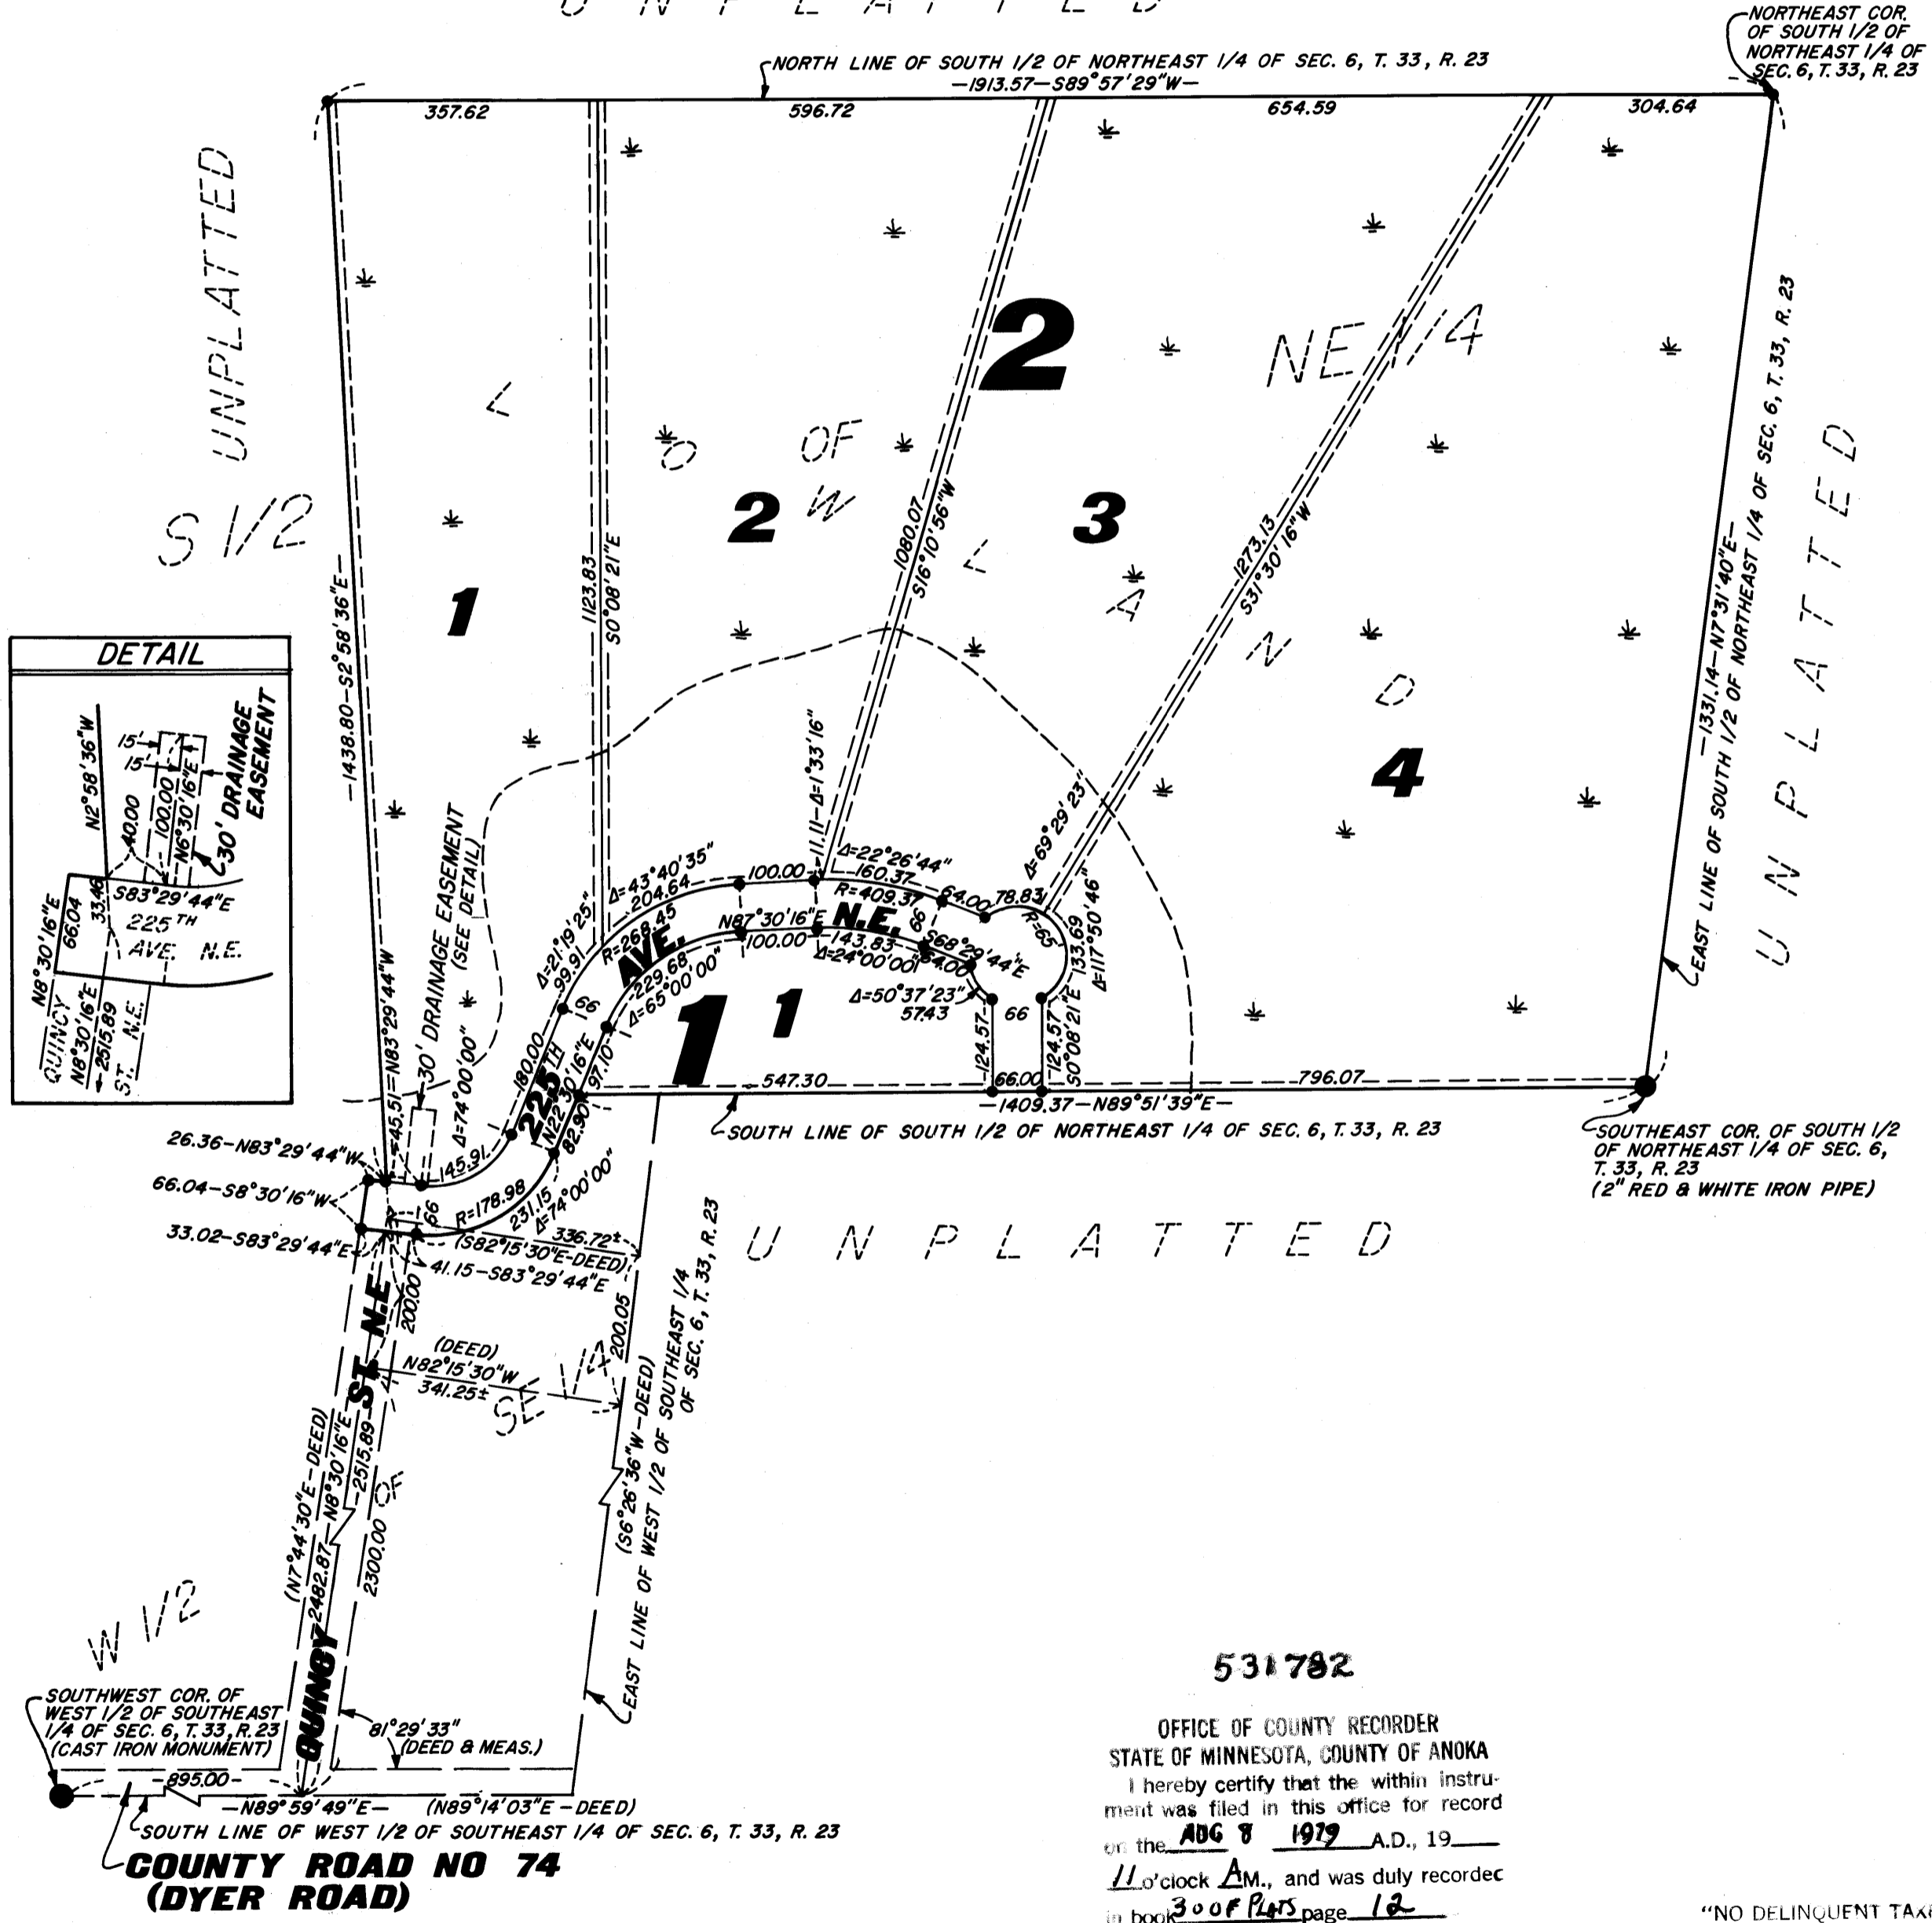 UNPLATTED
NORTHEAST COR.
OF SOUTH 1/2 OF
NORTHEAST 1/4 OF
SEC. 6, T. 33, R. 23
NORTH LINE OF SOUTH 1/2 OF NORTHEAST 1/4 OF SEC. 6, T. 33, R. 23
—1913.57—S89°57'29"W—
357.62
596.72
654.59
304.64
UNPLATTED
S 1/2
—1438.80—S2°58'36"E—
1
1123.83
S0°08'21"E
2
OF
2
1080.07
S16°10'56"W
3
NE 1/4
1273.13
S31°30'16"W
4
LOWLAND
—1331.14—N7°31'40"E—
EAST LINE OF SOUTH 1/2 OF NORTHEAST 1/4 OF SEC. 6, T. 33, R. 23
UNPLATTED
DETAIL
N2°58'36"W
15'
15'
40.00
100.00
N6°30'16"E
30' DRAINAGE
EASEMENT
N8°30'16"E
66.04
33.46
S83°29'44"E
225TH
AVE. N.E.
QUINCY
N8°30'16"E
2515.89
ST. N.E.
45.51—N83°29'44"W
30' DRAINAGE EASEMENT
(SEE DETAIL)
Δ=74°00'00"
145.91
180.00
225TH
AVE.
N.E.
Δ=21°19'25"
99.91
66
Δ=43°40'35"
204.64
R=268.45
229.68
Δ=65°00'00"
100.00
N87°30'16"E
100.00
11.11—Δ=1°33'16"
Δ=22°26'44"
160.37
R=409.37
143.83
Δ=24°00'00"
66
64.00
S68°29'44"E
64.00
78.83
Δ=69°29'23"
R=65
133.69
Δ=117°50'46"
Δ=50°37'23"
57.43
66
124.57
124.57
S0°08'21"E
N22°30'16"E
97.10
82.90
1
1
547.30
66.00
796.07
—1409.37—N89°51'39"E—
SOUTH LINE OF SOUTH 1/2 OF NORTHEAST 1/4 OF SEC. 6, T. 33, R. 23
SOUTHEAST COR. OF SOUTH 1/2
OF NORTHEAST 1/4 OF SEC. 6,
T. 33, R. 23
(2" RED & WHITE IRON PIPE)
26.36—N83°29'44"W
66.04—S8°30'16"W
33.02—S83°29'44"E
66
R=178.98
231.15
Δ=74°00'00"
336.72±
(S82°15'30"E-DEED)
41.15—S83°29'44"E
UNPLATTED
200.00
200.05
(DEED)
N82°15'30"W
341.25±
SE 1/4
OF
W 1/2
(N7°44'30"E-DEED)
2482.87—N8°30'16"E
2515.89
2300.00
QUINCY ST. N.E
(S6°26'36"W-DEED)
EAST LINE OF WEST 1/2 OF SOUTHEAST 1/4
OF SEC. 6, T. 33, R. 23
SOUTHWEST COR. OF
WEST 1/2 OF SOUTHEAST
1/4 OF SEC. 6, T. 33, R. 23
(CAST IRON MONUMENT)
81°29'33"
(DEED & MEAS.)
895.00
—N89°59'49"E— (N89°14'03"E-DEED)
SOUTH LINE OF WEST 1/2 OF SOUTHEAST 1/4 OF SEC. 6, T. 33, R. 23
COUNTY ROAD NO 74
(DYER ROAD)
531782
OFFICE OF COUNTY RECORDER
STATE OF MINNESOTA, COUNTY OF ANOKA
I hereby certify that the within instru-
ment was filed in this office for record
on the AUG 8 1979 A.D., 19
11 o'clock A M., and was duly recorded
in book 30 OF PLATS page 12
"NO DELINQUENT TAX